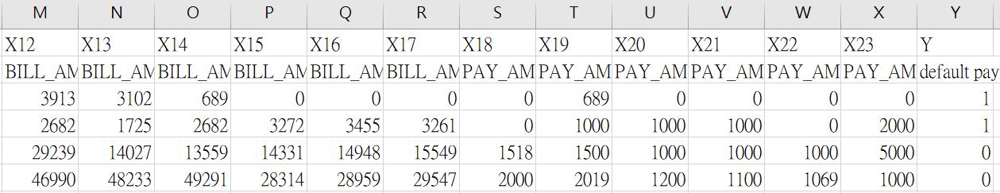 M N O P Q R S T U V W X Y
X12 X13 X14 X15 X16 X17 X18 X19 X20 X21 X22 X23 Y
BILL_AM BILL_AM BILL_AM BILL_AM BILL_AM BILL_AM PAY_AM PAY_AM PAY_AM PAY_AM PAY_AM PAY_AM default pay
3913 3102 689 0 0 0 0 689 0 0 0 0 1
2682 1725 2682 3272 3455 3261 0 1000 1000 1000 0 2000 1
29239 14027 13559 14331 14948 15549 1518 1500 1000 1000 1000 5000 0
46990 48233 49291 28314 28959 29547 2000 2019 1200 1100 1069 1000 0